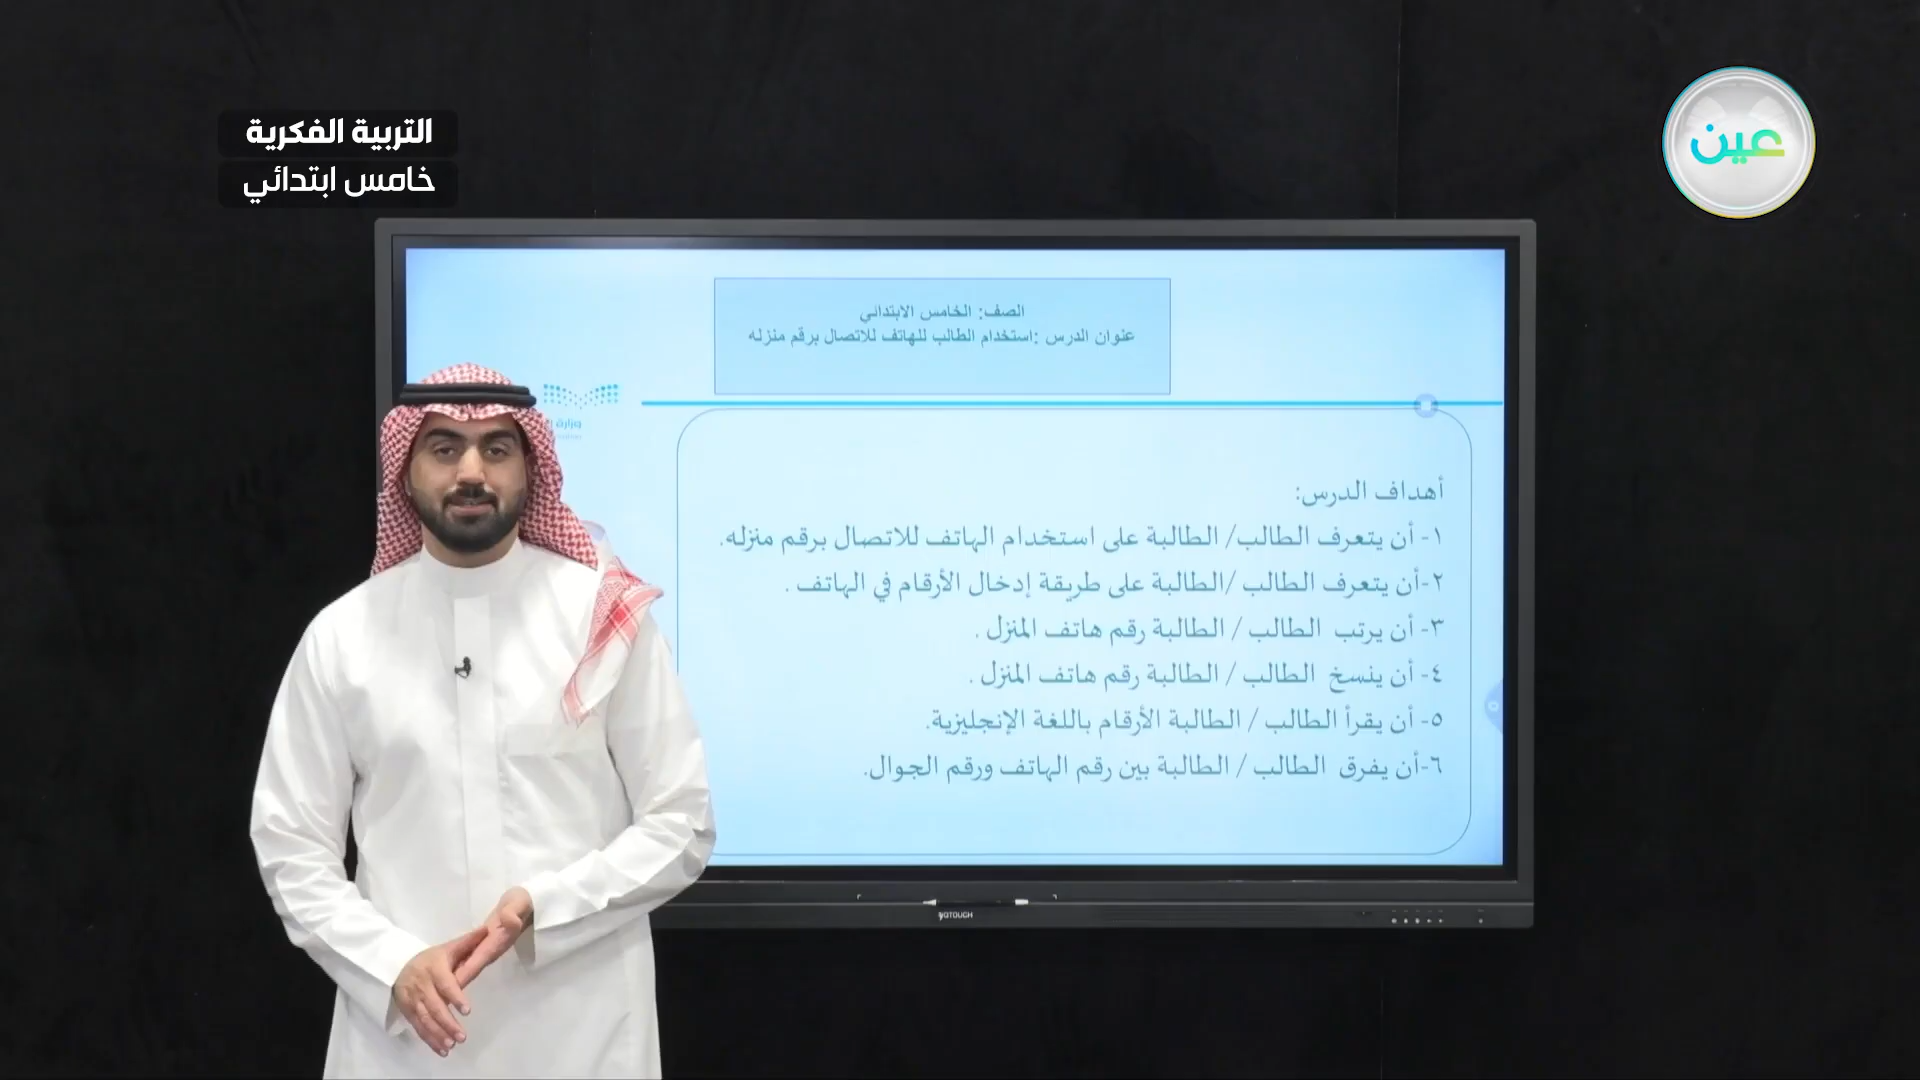 التربية الفكرية
خامس ابتدائي
عين
الصف: الخامس الابتدائي
عنوان الدرس :استخدام الطالب للهاتف للاتصال برقم منزله
وزارة
أهداف الدرس:
١- أن يتعرف الطالب/ الطالبة على استخدام الهاتف للاتصال برقم منزله.
٢-أن يتعرف الطالب /الطالبة على طريقة إدخال الأرقام في الهاتف .
٣- أن يرتب الطالب / الطالبة رقم هاتف المنزل .
٤- أن ينسخ الطالب / الطالبة رقم هاتف المنزل .
٥- أن يقرأ الطالب / الطالبة الأرقام باللغة الإنجليزية.
٦-أن يفرق الطالب / الطالبة بين رقم الهاتف ورقم الجوال.